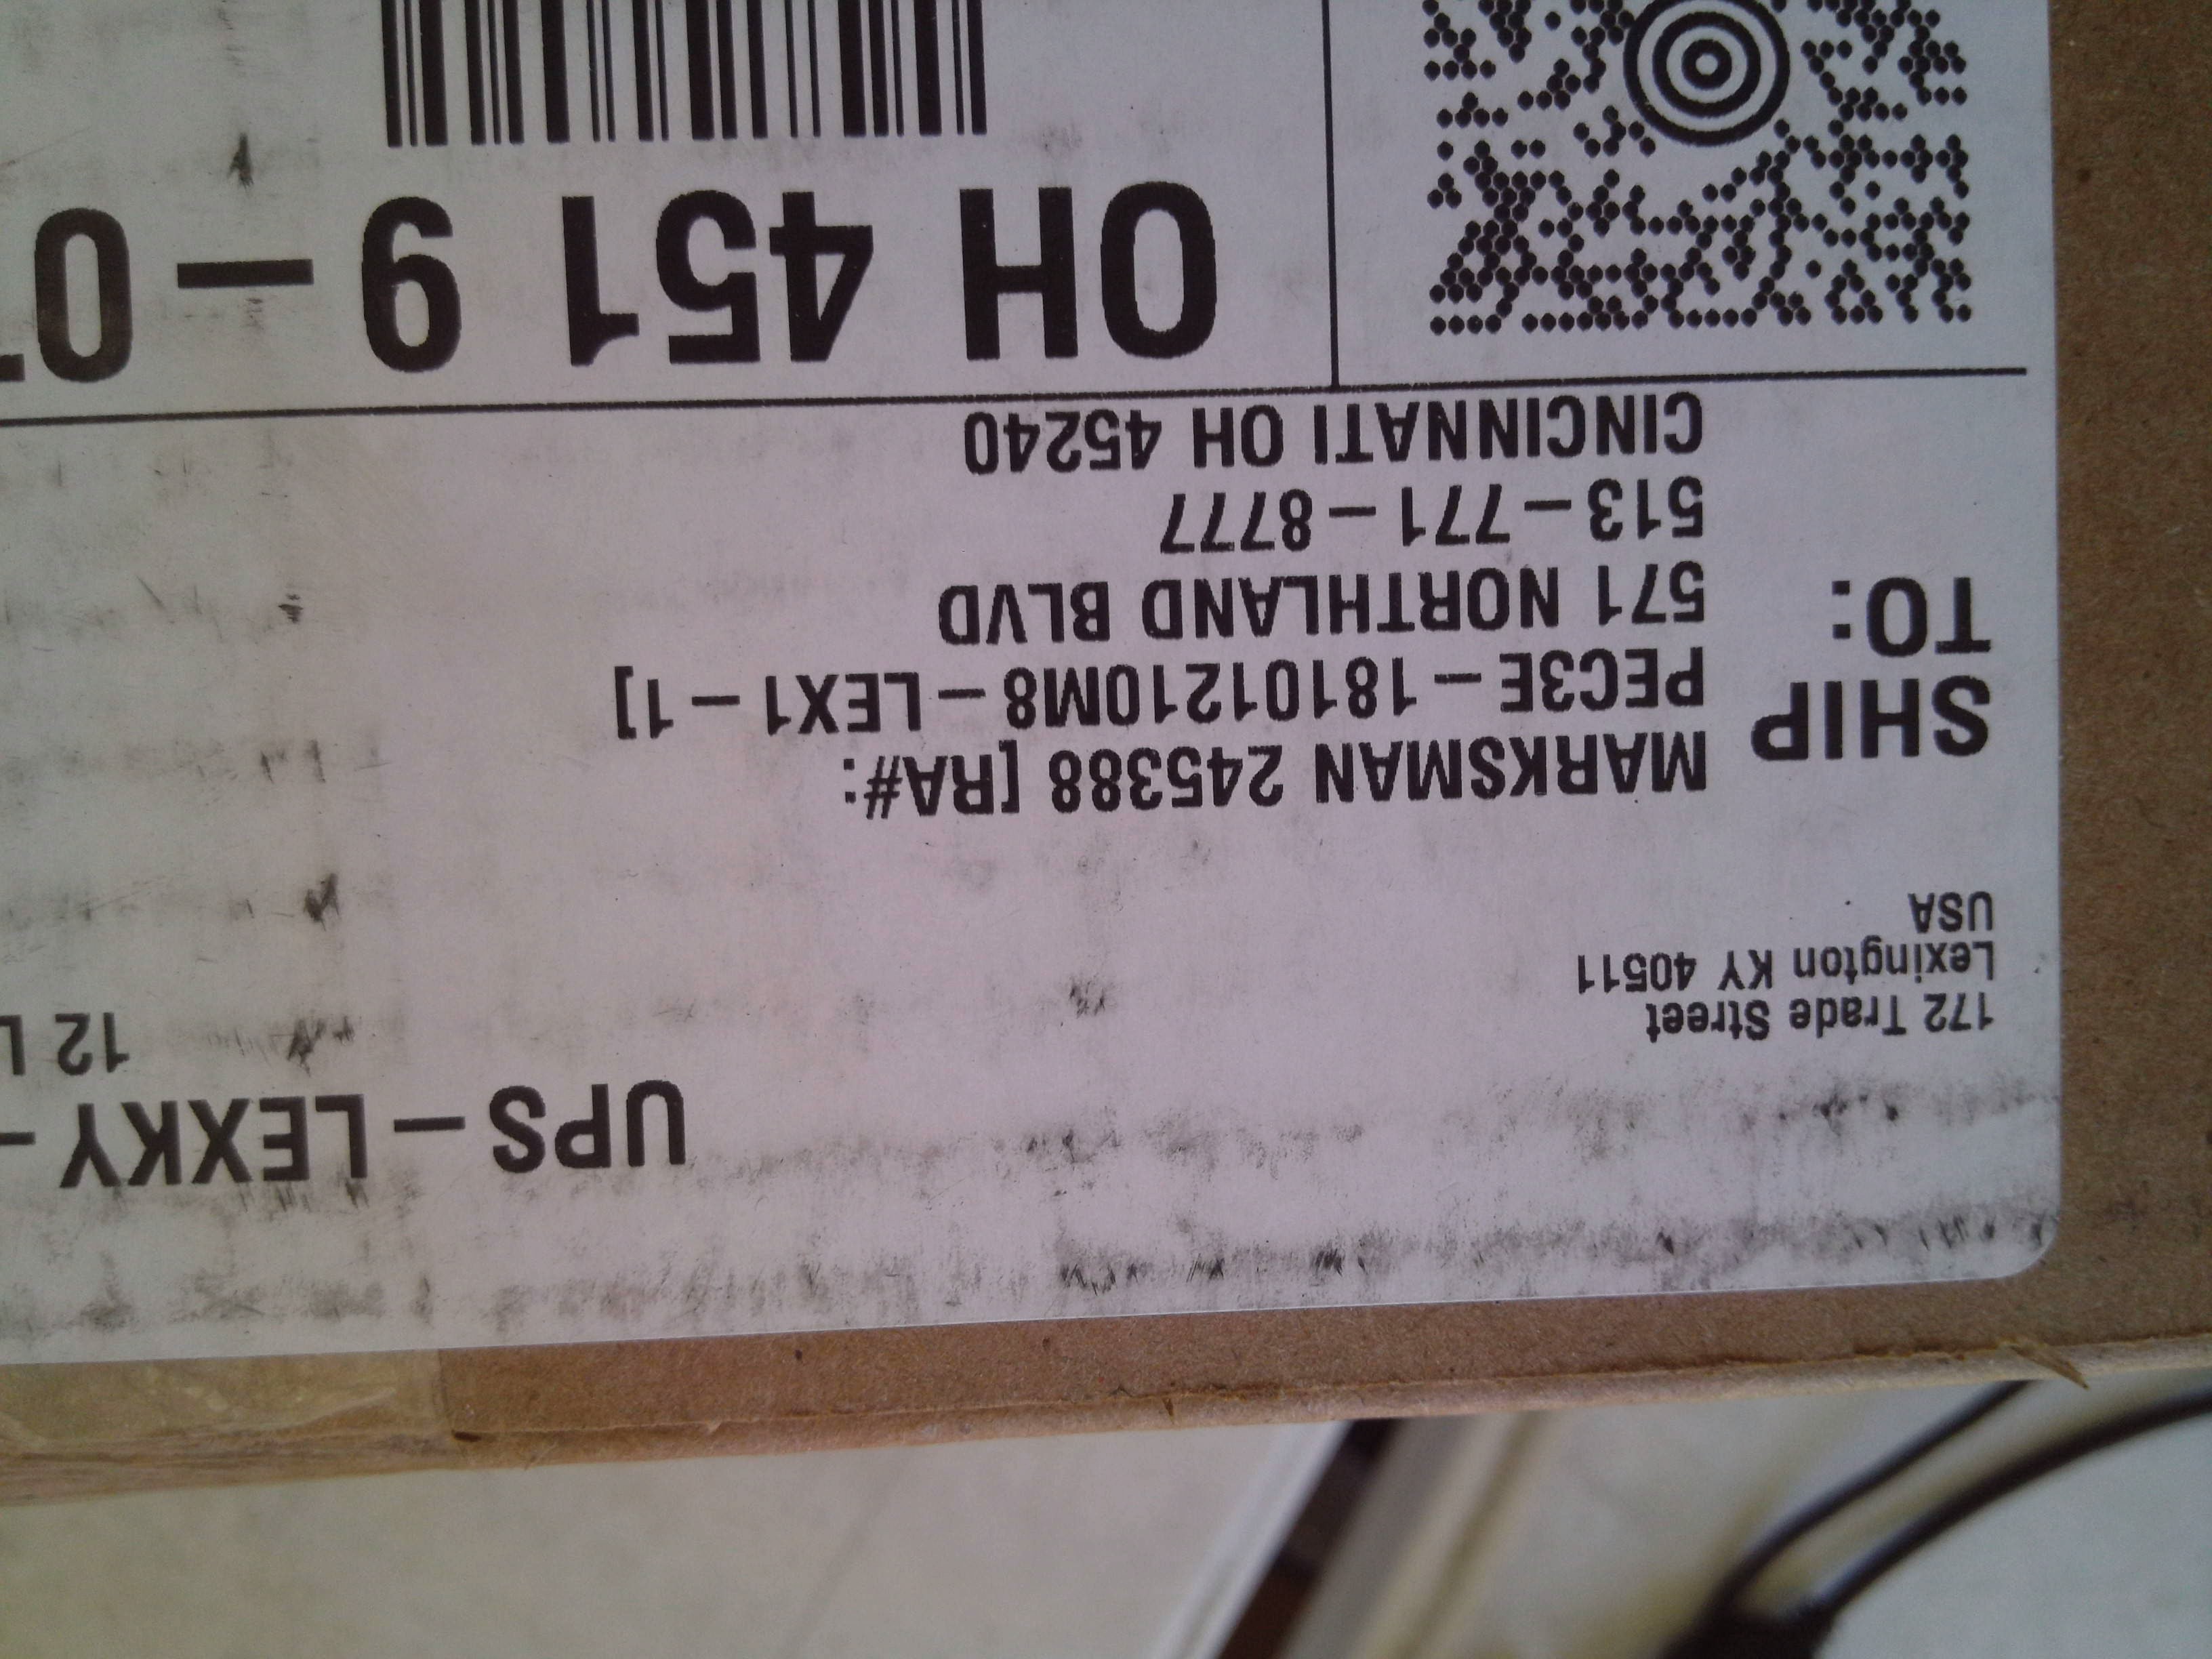 UPS-LEXKY-
12 L
172 Trade Street
Lexington KY 40511
USA
SHIP
TO:
MARKSMAN 245388 [RA#:
PEC3E-18101210M8-LEX1-1]
571 NORTHLAND BLVD
513-771-8777
CINCINNATI OH 45240
OH 451 9-0